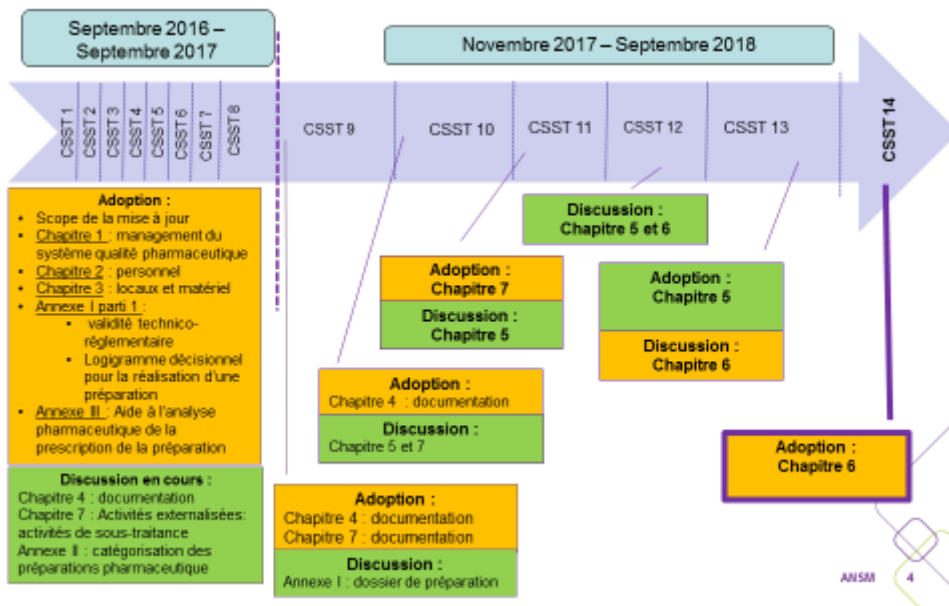 Septembre 2016 –
Septembre 2017
Novembre 2017 – Septembre 2018
CSST 1
CSST 2
CSST 3
CSST 4
CSST 5
CSST 6
CSST 7
CSST 8
CSST 9
CSST 10
CSST 11
CSST 12
CSST 13
CSST 14
Adoption :
• Scope de la mise à jour
• Chapitre 1 : management du
système qualité pharmaceutique
• Chapitre 2 : personnel
• Chapitre 3 : locaux et matériel
• Annexe I parti 1 :
• validité technico-
réglementaire
• Logigramme décisionnel
pour la réalisation d'une
préparation
• Annexe III : Aide à l'analyse
pharmaceutique de la
prescription de la préparation
Discussion en cours :
Chapitre 4 : documentation
Chapitre 7 : Activités externalisées:
activités de sous-traitance
Annexe II : catégorisation des
préparations pharmaceutique
Adoption :
Chapitre 4 : documentation
Chapitre 7 : documentation
Discussion :
Annexe I : dossier de préparation
Adoption :
Chapitre 4 : documentation
Discussion :
Chapitre 5 et 7
Adoption :
Chapitre 7
Discussion :
Chapitre 5
Discussion :
Chapitre 5 et 6
Adoption :
Chapitre 5
Discussion :
Chapitre 6
Adoption :
Chapitre 6
ANSM 4